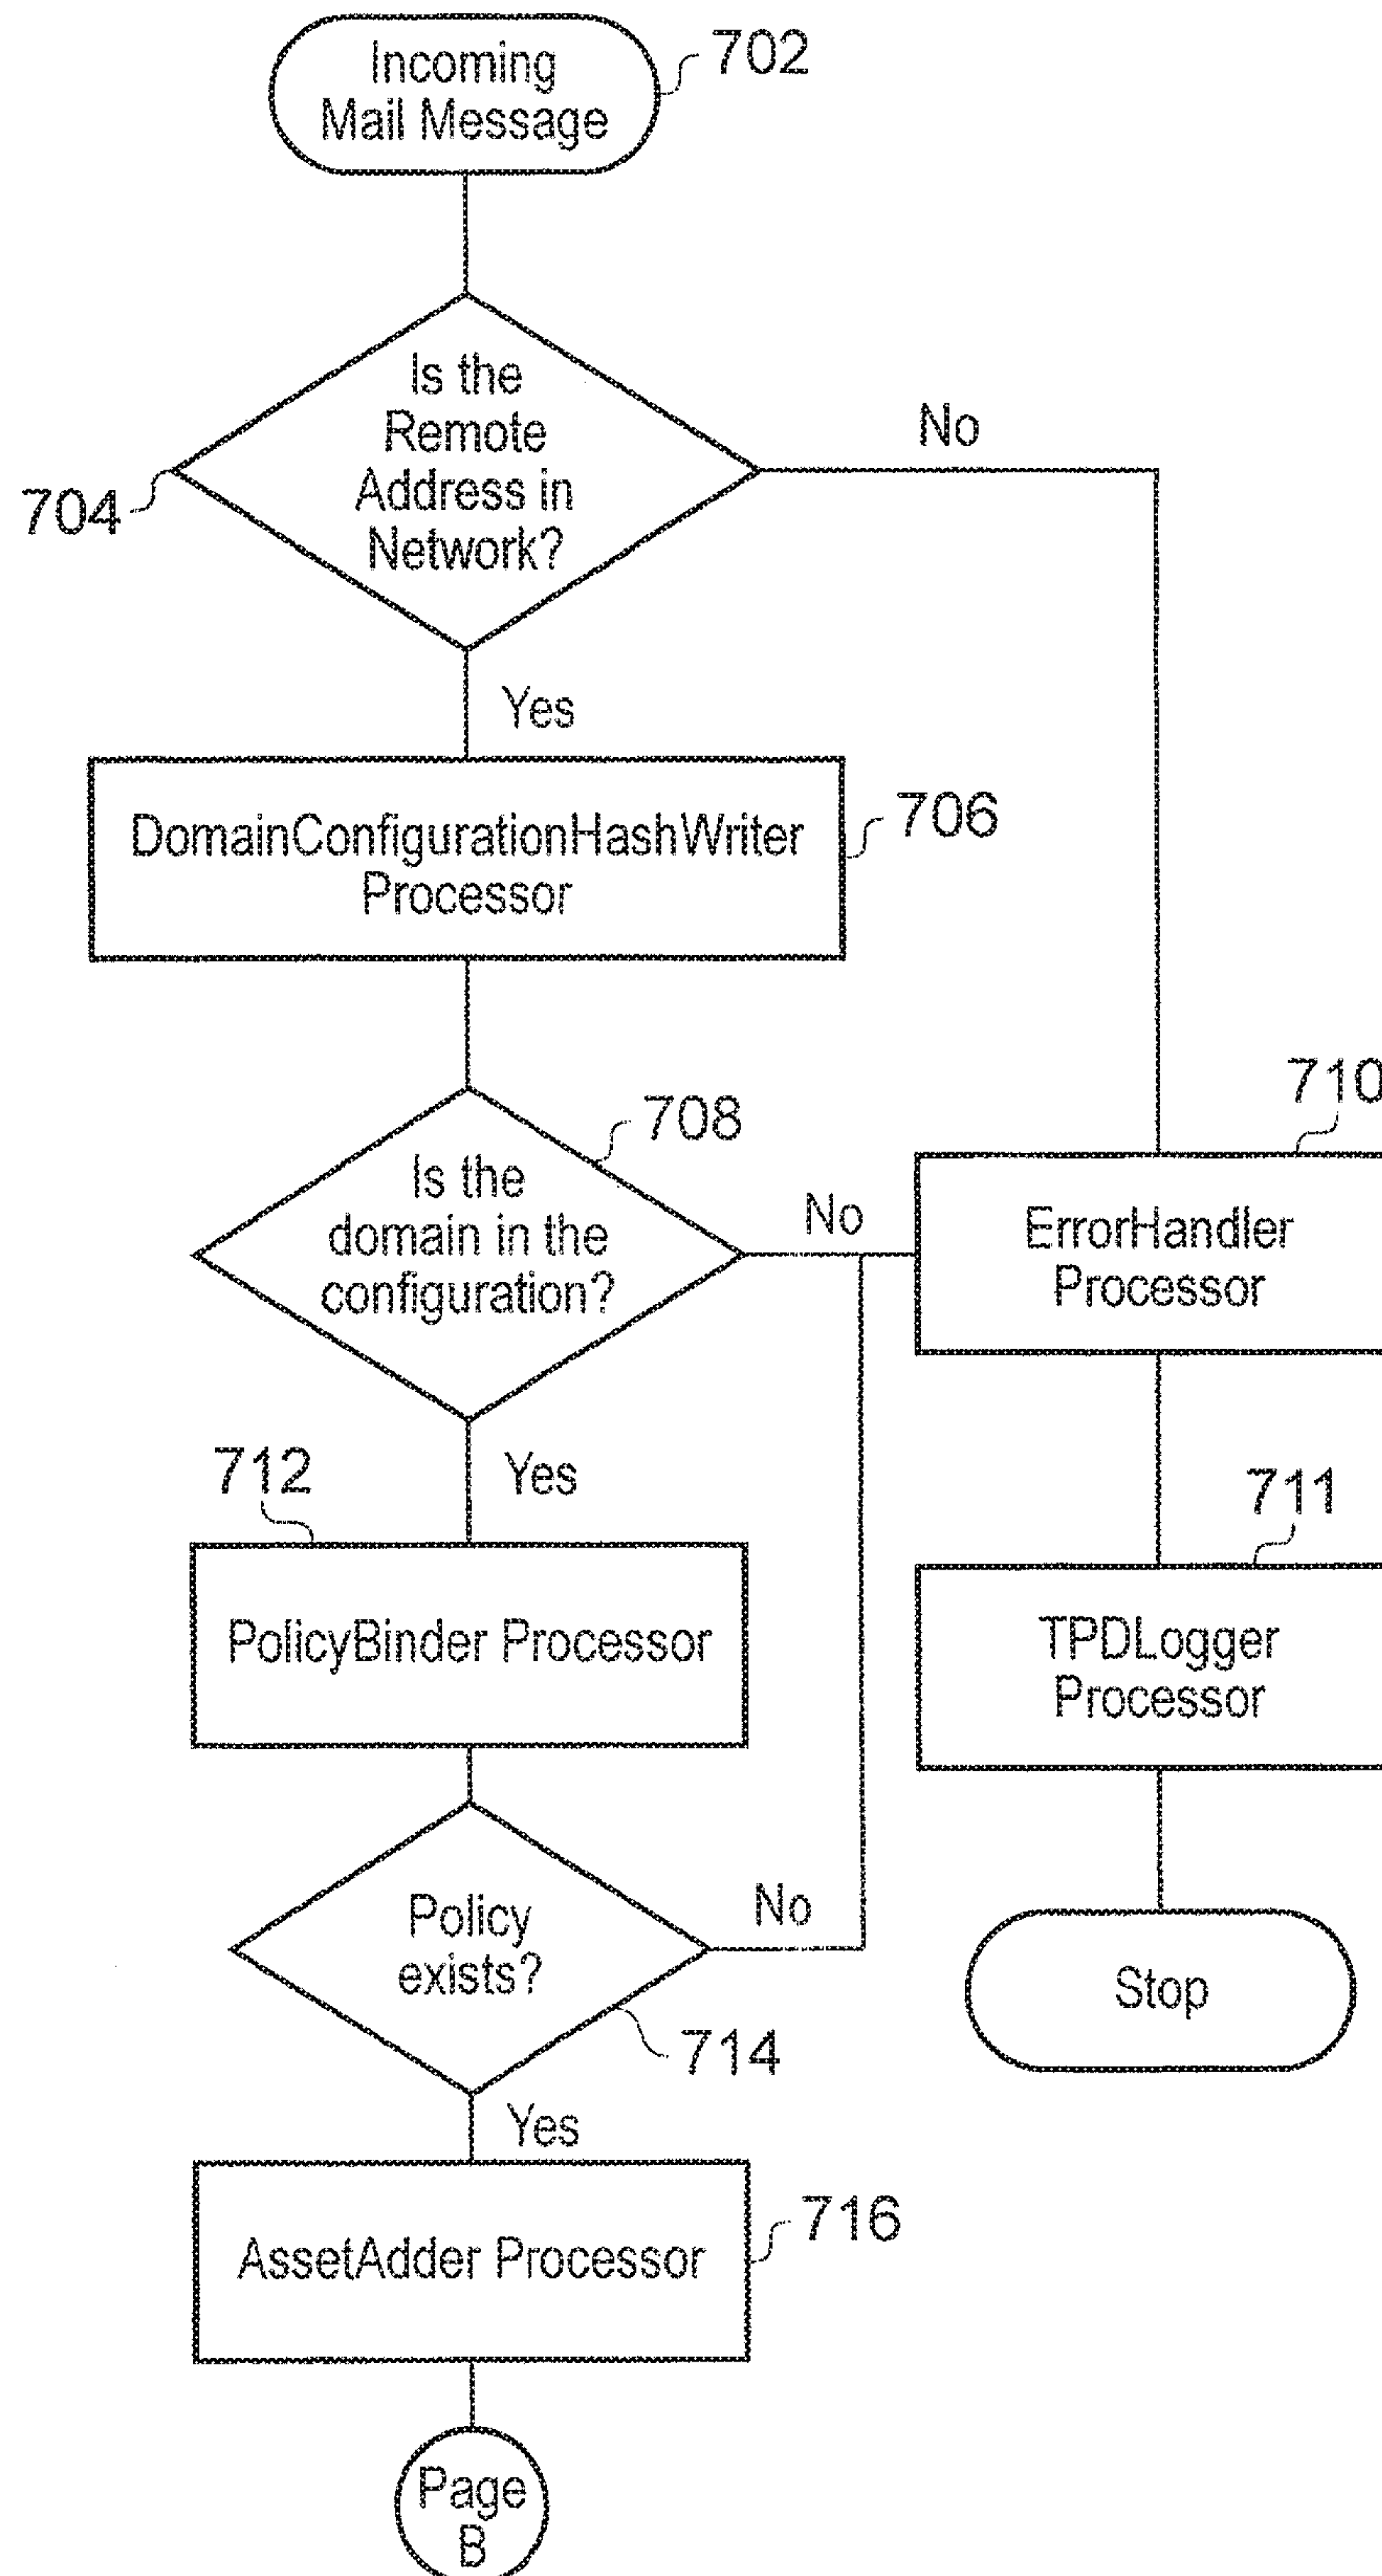 Incoming
Mail Message
702
Is the
Remote
Address in
Network?
704
No
Yes
DomainConfigurationHashWriter
Processor
706
Is the
domain in the
configuration?
708
No
710
ErrorHandler
Processor
Yes
712
PolicyBinder Processor
711
TPDLogger
Processor
Policy
exists?
No
714
Stop
Yes
AssetAdder Processor
716
Page
B